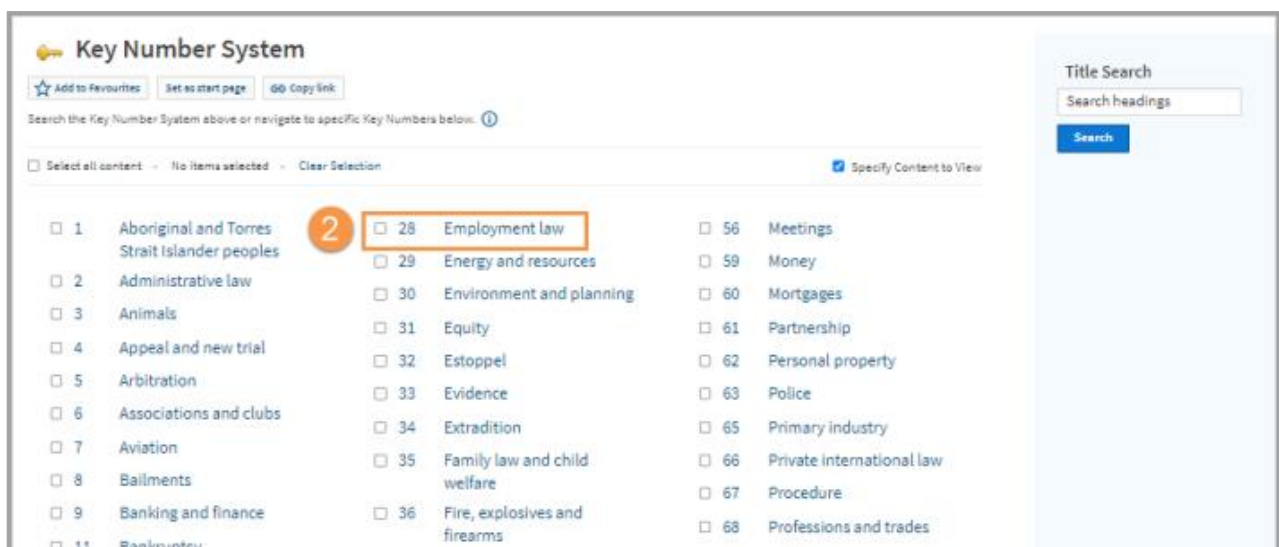 Key Number System
Add to Favourites
Set as start page
Copy link
Search the Key Number System above or navigate to specific Key Numbers below.
Select all content - No items selected - Clear Selection
Specify Content to View
1 Aboriginal and Torres
Strait Islander peoples
2 Administrative law
3 Animals
4 Appeal and new trial
5 Arbitration
6 Associations and clubs
7 Aviation
8 Bailments
9 Banking and finance
11 Bankruptcy
2
28 Employment law
29 Energy and resources
30 Environment and planning
31 Equity
32 Estoppel
33 Evidence
34 Extradition
35 Family law and child
welfare
36 Fire, explosives and
firearms
56 Meetings
59 Money
60 Mortgages
61 Partnership
62 Personal property
63 Police
65 Primary industry
66 Private international law
67 Procedure
68 Professions and trades
Title Search
Search headings
Search